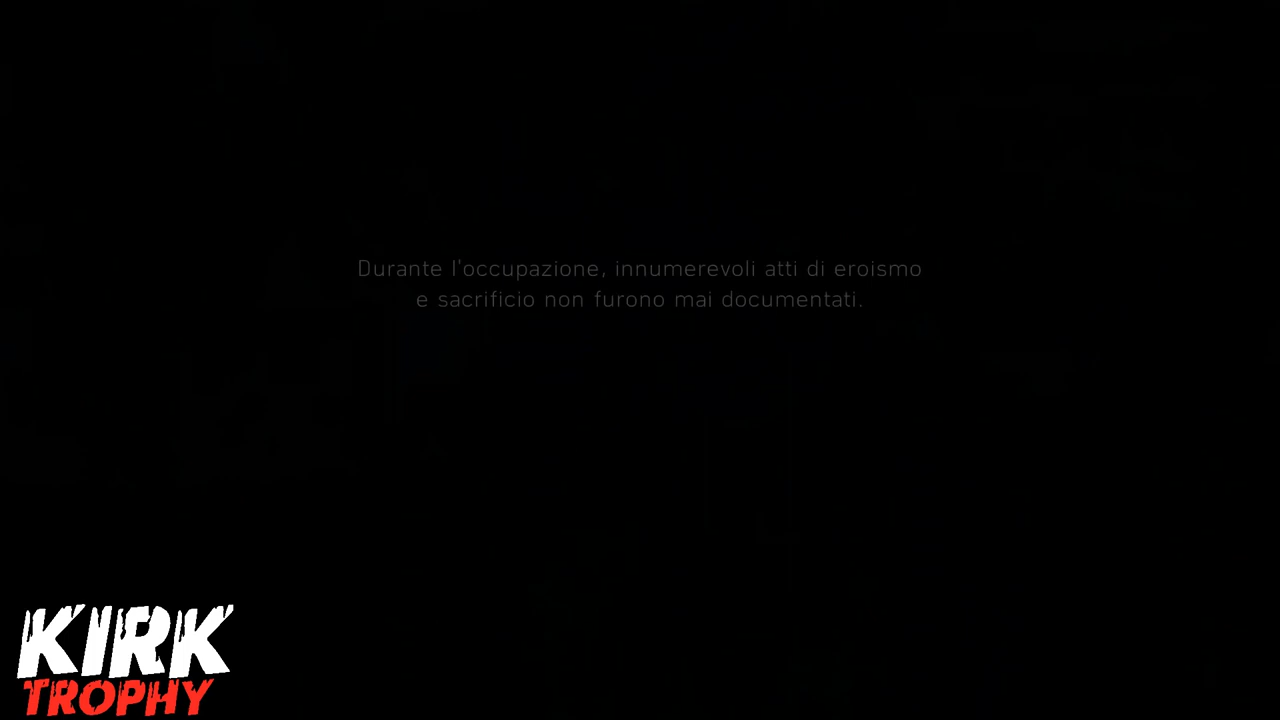 Durante l'occupazione, innumerevoli atti di eroismo
e sacrificio non furono mai documentati.
KIRK
TROPHY